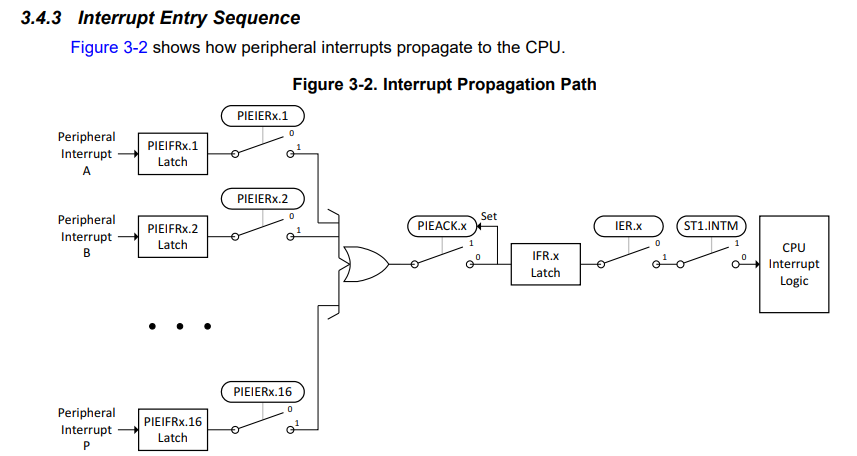 3.4.3 Interrupt Entry Sequence
Figure 3-2 shows how peripheral interrupts propagate to the CPU.
Figure 3-2. Interrupt Propagation Path
PIEIERx.1
Peripheral
Interrupt
A
PIEIFRx.1
Latch
0
1
PIEIERx.2
Peripheral
Interrupt
B
PIEIFRx.2
Latch
0
1
PIEACK.x
Set
1
0
IFR.x
Latch
IER.x
0
1
ST1.INTM
1
0
CPU
Interrupt
Logic
PIEIERx.16
Peripheral
Interrupt
P
PIEIFRx.16
Latch
0
1